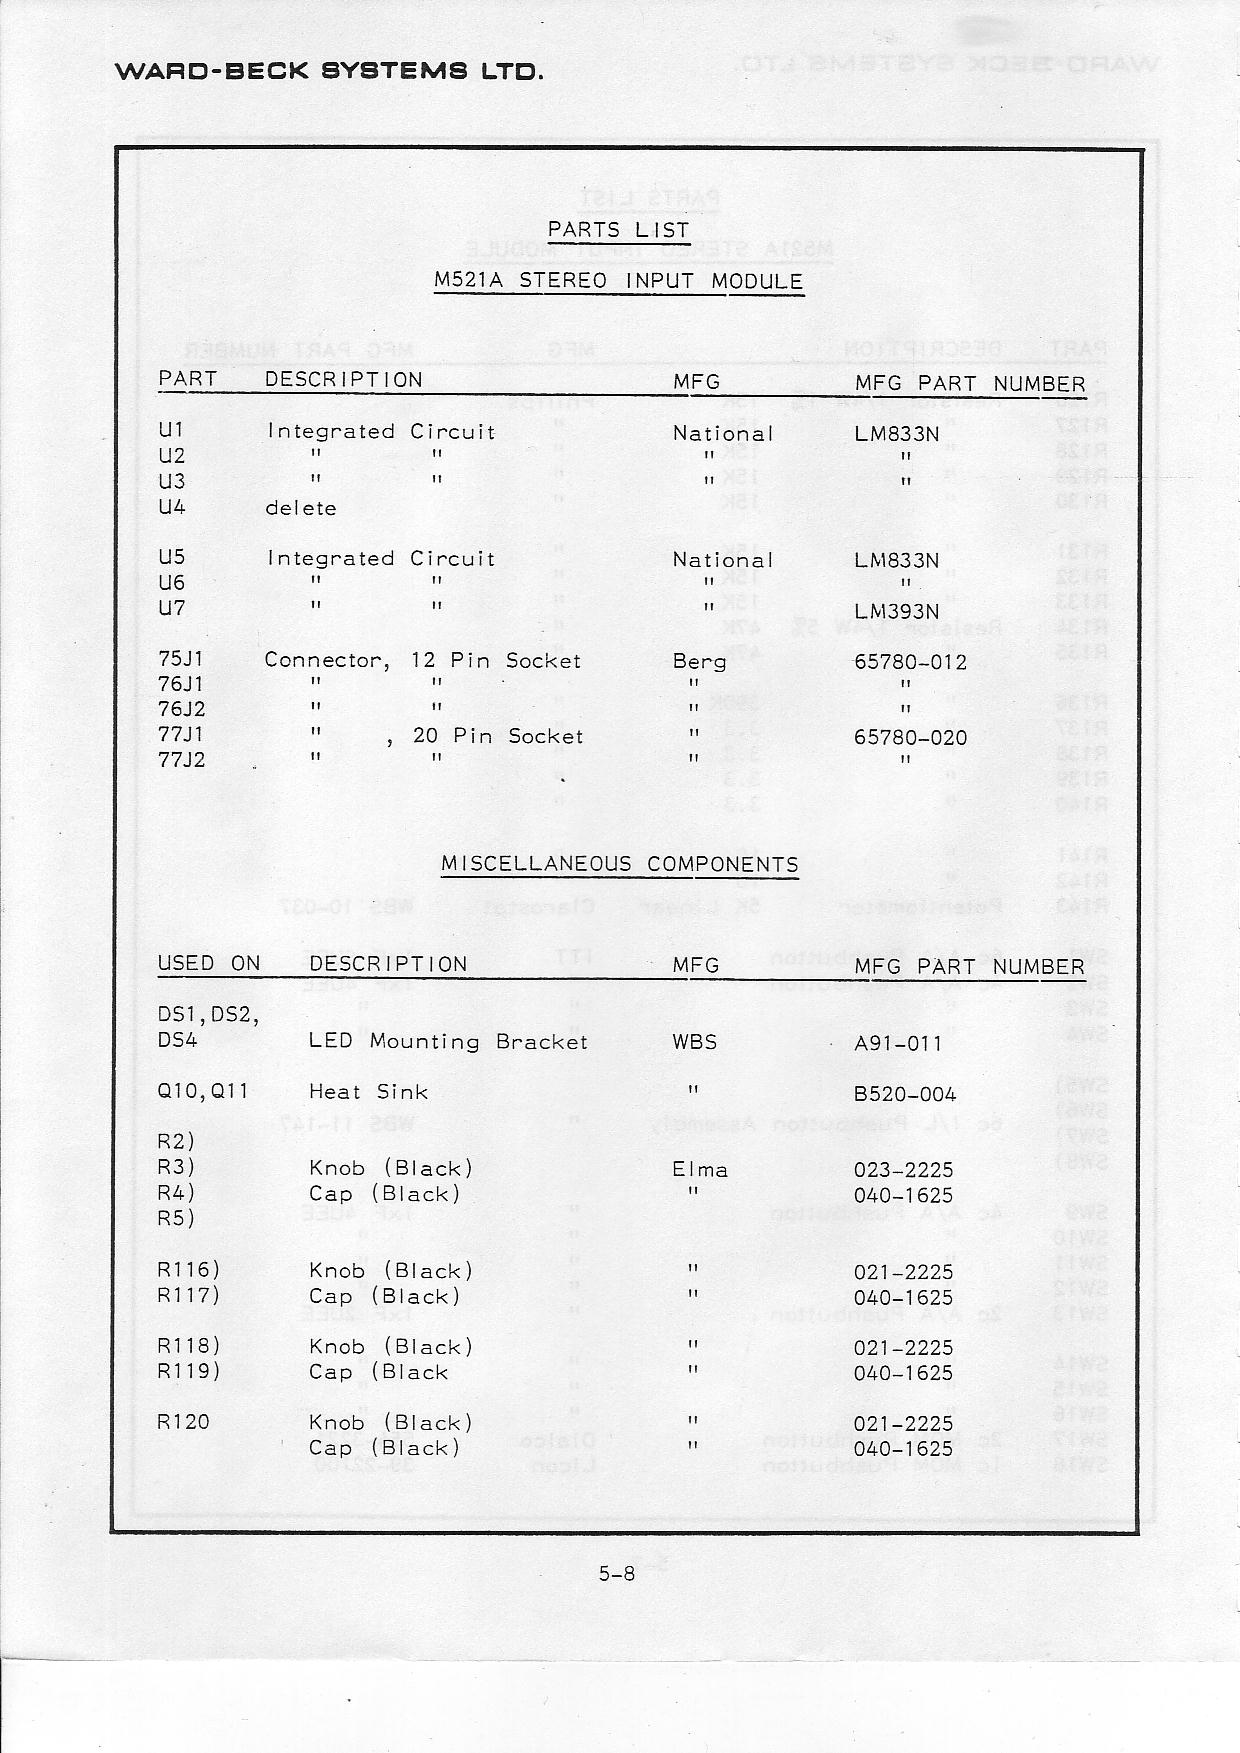 WARD-BECK SYSTEMS LTD.
PARTS LIST
M521A STEREO INPUT MODULE
PART DESCRIPTION MFG MFG PART NUMBER
U1 Integrated Circuit National LM833N
U2 " " " "
U3 " " " "
U4 delete
U5 Integrated Circuit National LM833N
U6 " " " "
U7 " " " LM393N
75J1 Connector, 12 Pin Socket Berg 65780-012
76J1 " " " "
76J2 " " " "
77J1 " , 20 Pin Socket " 65780-020
77J2 " " " "
MISCELLANEOUS COMPONENTS
USED ON DESCRIPTION MFG MFG PART NUMBER
DS1,DS2,
DS4 LED Mounting Bracket WBS A91-011
Q10,Q11 Heat Sink " B520-004
R2)
R3) Knob (Black) Elma 023-2225
R4) Cap (Black) " 040-1625
R5)
R116) Knob (Black) " 021-2225
R117) Cap (Black) " 040-1625
R118) Knob (Black) " 021-2225
R119) Cap (Black " 040-1625
R120 Knob (Black) " 021-2225
Cap (Black) " 040-1625
5-8